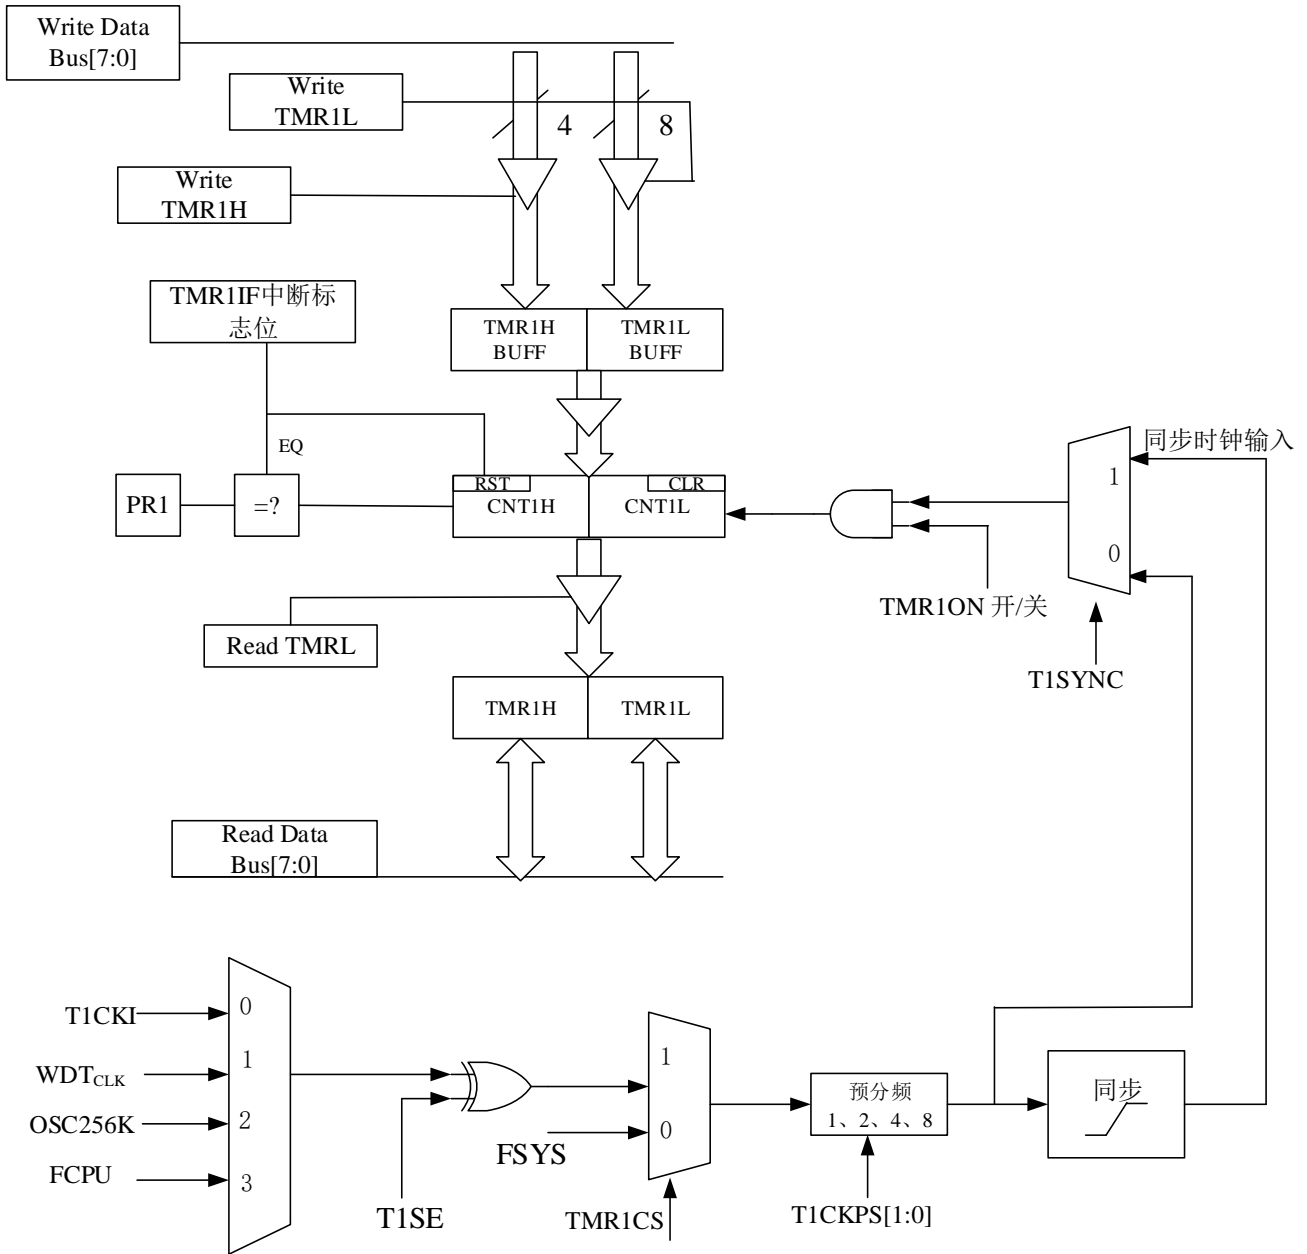 Write Data
Bus[7:0]
Write
TMR1L
4
8
Write
TMR1H
TMR1IF中断标
志位
TMR1H
BUFF
TMR1L
BUFF
EQ
同步时钟输入
PR1
=?
RST
CNT1H
CLR
CNT1L
1
0
TMR1ON 开/关
Read TMRL
T1SYNC
TMR1H
TMR1L
Read Data
Bus[7:0]
T1CKI
0
WDTCLK
1
OSC256K
2
FCPU
3
T1SE
1
0
FSYS
TMR1CS
预分频
1、2、4、8
T1CKPS[1:0]
同步